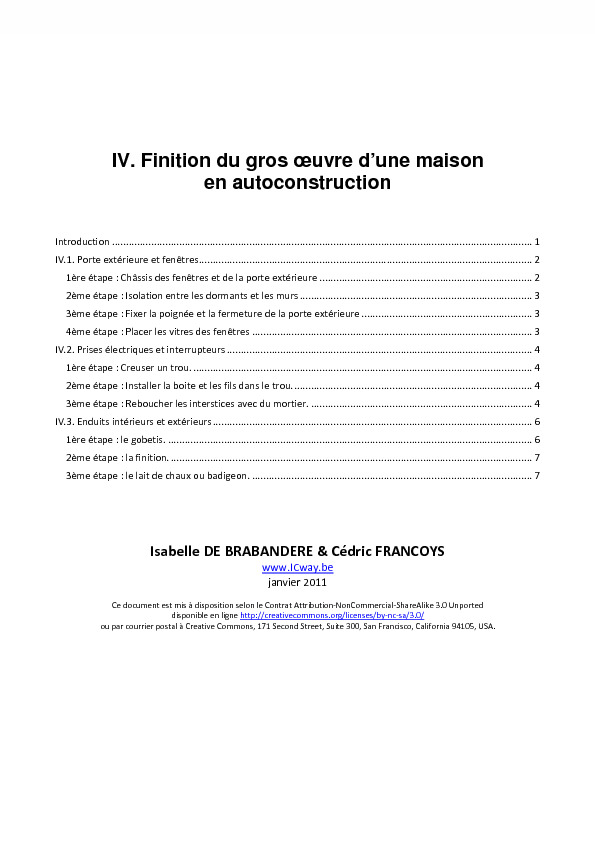 IV. Finition du gros œuvre d’une maison
en autoconstruction
Introduction ........................................................................................................................................................ 1
IV.1. Porte extérieure et fenêtres........................................................................................................................ 2
1ère étape : Châssis des fenêtres et de la porte extérieure ............................................................................ 2
2ème étape : Isolation entre les dormants et les murs ................................................................................... 3
3ème étape : Fixer la poignée et la fermeture de la porte extérieure ............................................................. 3
4ème étape : Placer les vitres des fenêtres .................................................................................................... 3
IV.2. Prises électriques et interrupteurs .............................................................................................................. 4
1ère étape : Creuser un trou. ......................................................................................................................... 4
2ème étape : Installer la boite et les fils dans le trou. ..................................................................................... 4
3ème étape : Reboucher les interstices avec du mortier. ............................................................................... 4
IV.3. Enduits intérieurs et extérieurs ................................................................................................................... 6
1ère étape : le gobetis. .................................................................................................................................. 6
2ème étape : la finition. ................................................................................................................................. 7
3ème étape : le lait de chaux ou badigeon. .................................................................................................... 7
Isabelle DE BRABANDERE & Cédric FRANCOYS
www.ICway.be
janvier 2011
Ce document est mis à disposition selon le Contrat Attribution-NonCommercial-ShareAlike 3.0 Unported
disponible en ligne http://creativecommons.org/licenses/by-nc-sa/3.0/
ou par courrier postal à Creative Commons, 171 Second Street, Suite 300, San Francisco, California 94105, USA.